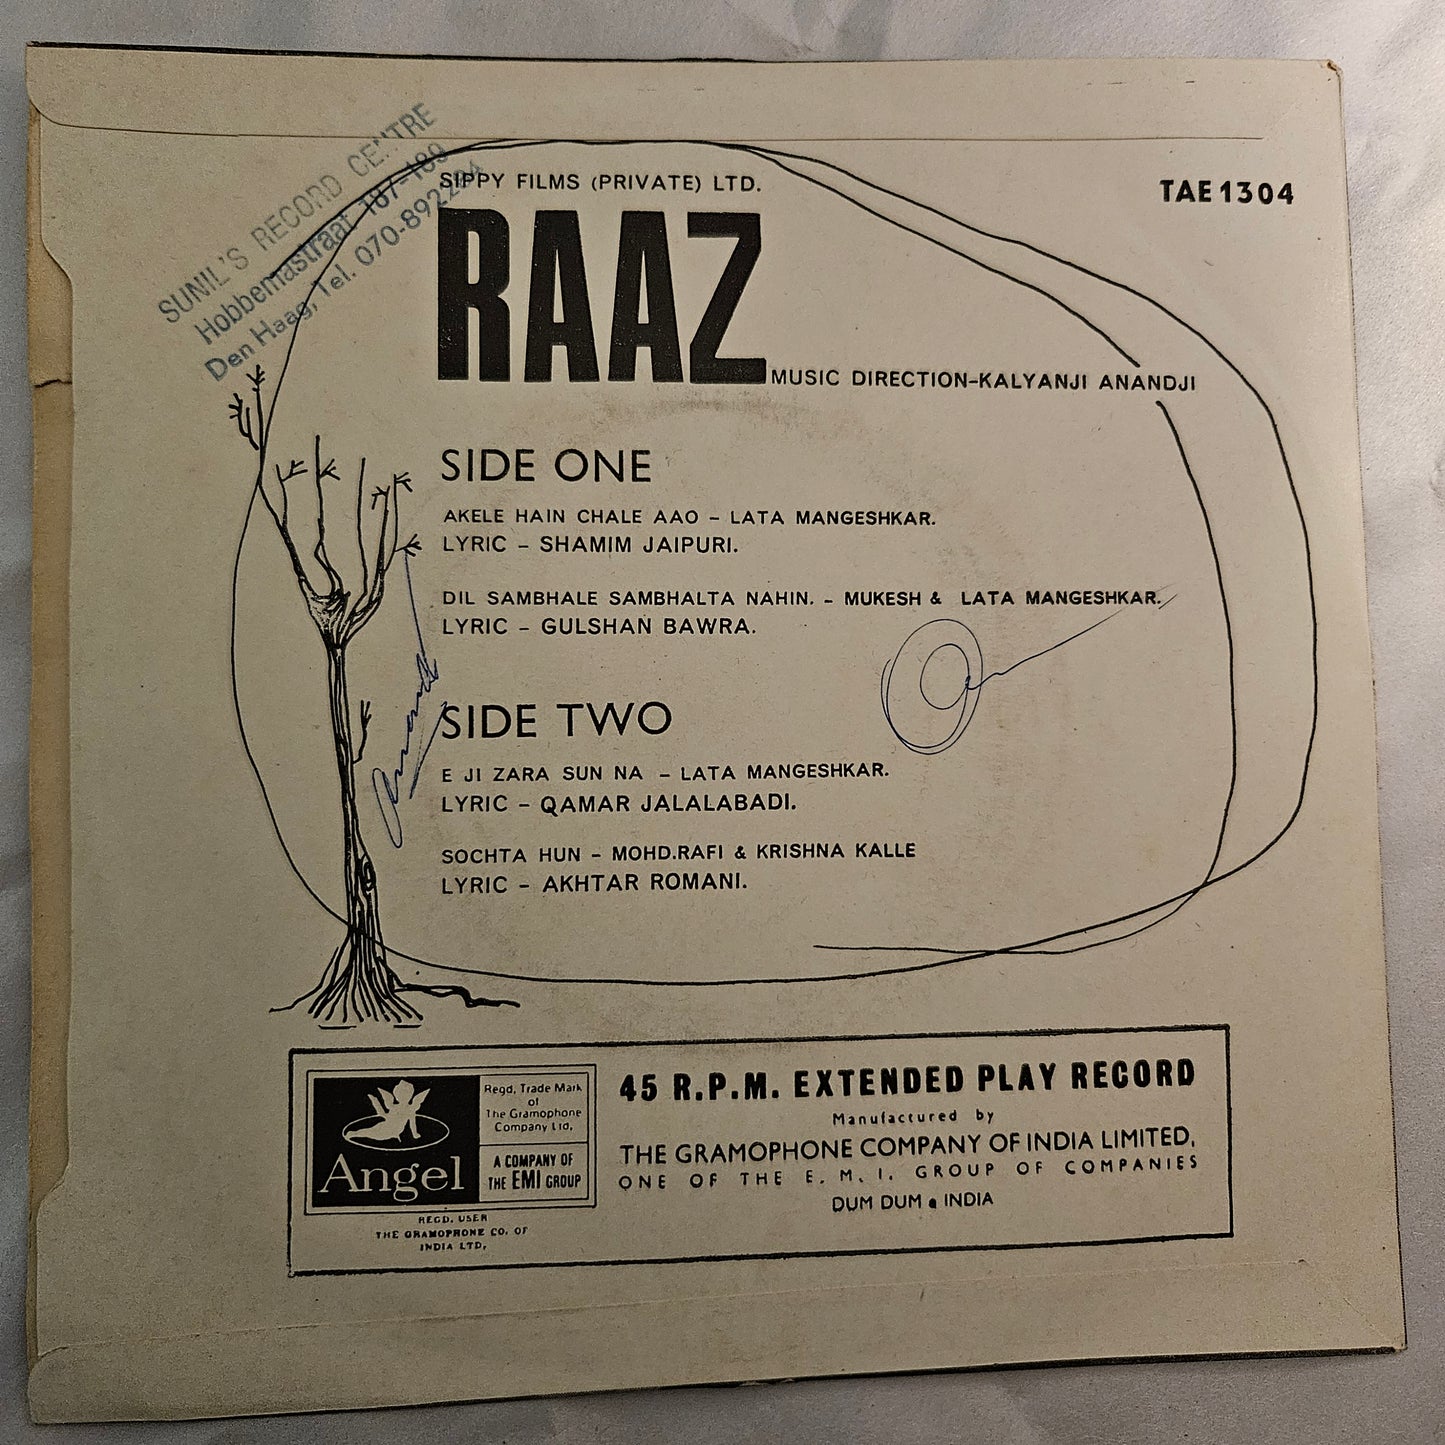 SUNIL'S RECORD CENTRE
Hobbemastraat 187-189
Den Haag, Tel. 070-892294
SIPPY FILMS (PRIVATE) LTD.
TAE 1304
RAAZ
MUSIC DIRECTION-KALYANJI ANANDJI
SIDE ONE
AKELE HAIN CHALE AAO – LATA MANGESHKAR.
LYRIC – SHAMIM JAIPURI.
DIL SAMBHALE SAMBHALTA NAHIN. – MUKESH & LATA MANGESHKAR.
LYRIC – GULSHAN BAWRA.
SIDE TWO
E JI ZARA SUN NA – LATA MANGESHKAR.
LYRIC – QAMAR JALALABADI.
SOCHTA HUN – MOHD.RAFI & KRISHNA KALLE
LYRIC – AKHTAR ROMANI.
Angel
Regd. Trade Mark
of
The Gramophone
Company Ltd.
A COMPANY OF
THE EMI GROUP
REGD. USER
THE GRAMOPHONE CO. OF
INDIA LTD.
45 R.P.M. EXTENDED PLAY RECORD
Manufactured by
THE GRAMOPHONE COMPANY OF INDIA LIMITED.
ONE OF THE E. M. I. GROUP OF COMPANIES
DUM DUM • INDIA